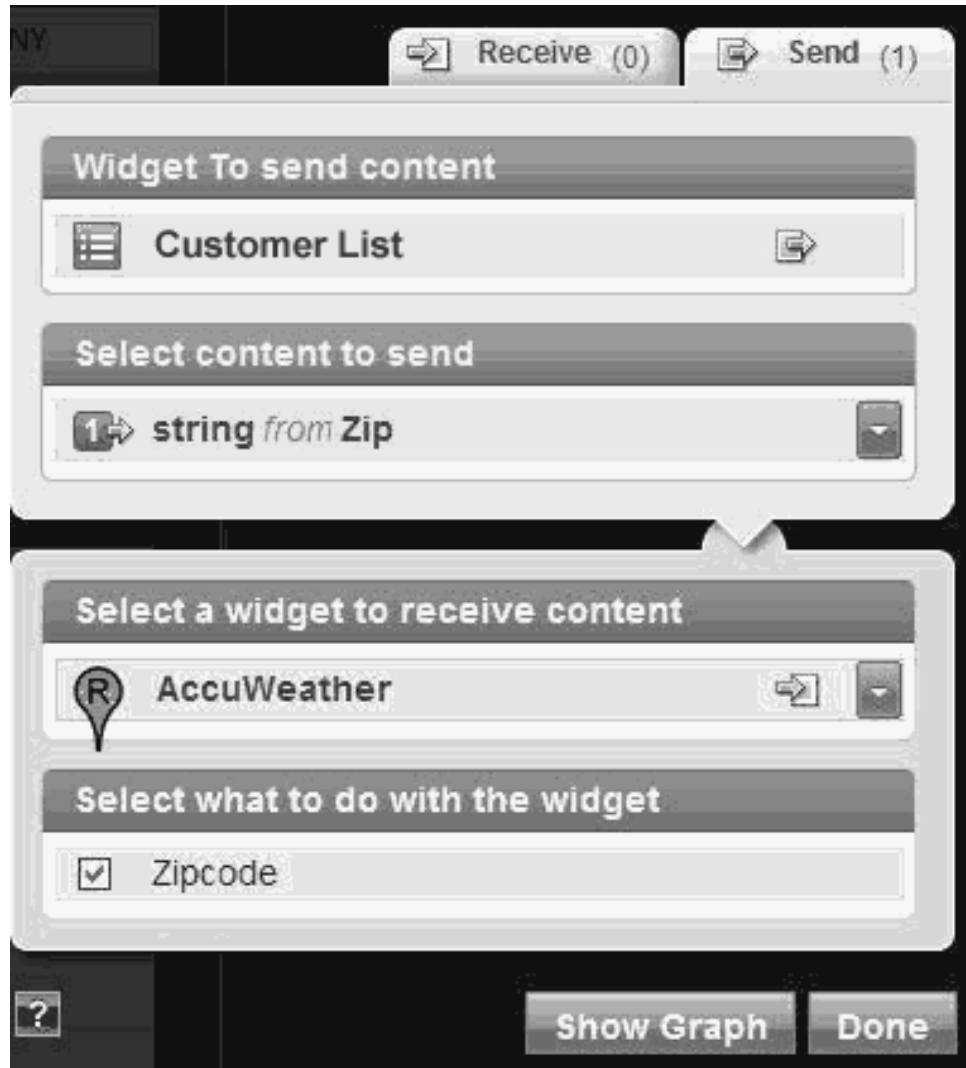 NY
Receive (0)
Send (1)
Widget To send content
Customer List
Select content to send
1 string from Zip
Select a widget to receive content
R AccuWeather
Select what to do with the widget
Zipcode
?
Show Graph
Done